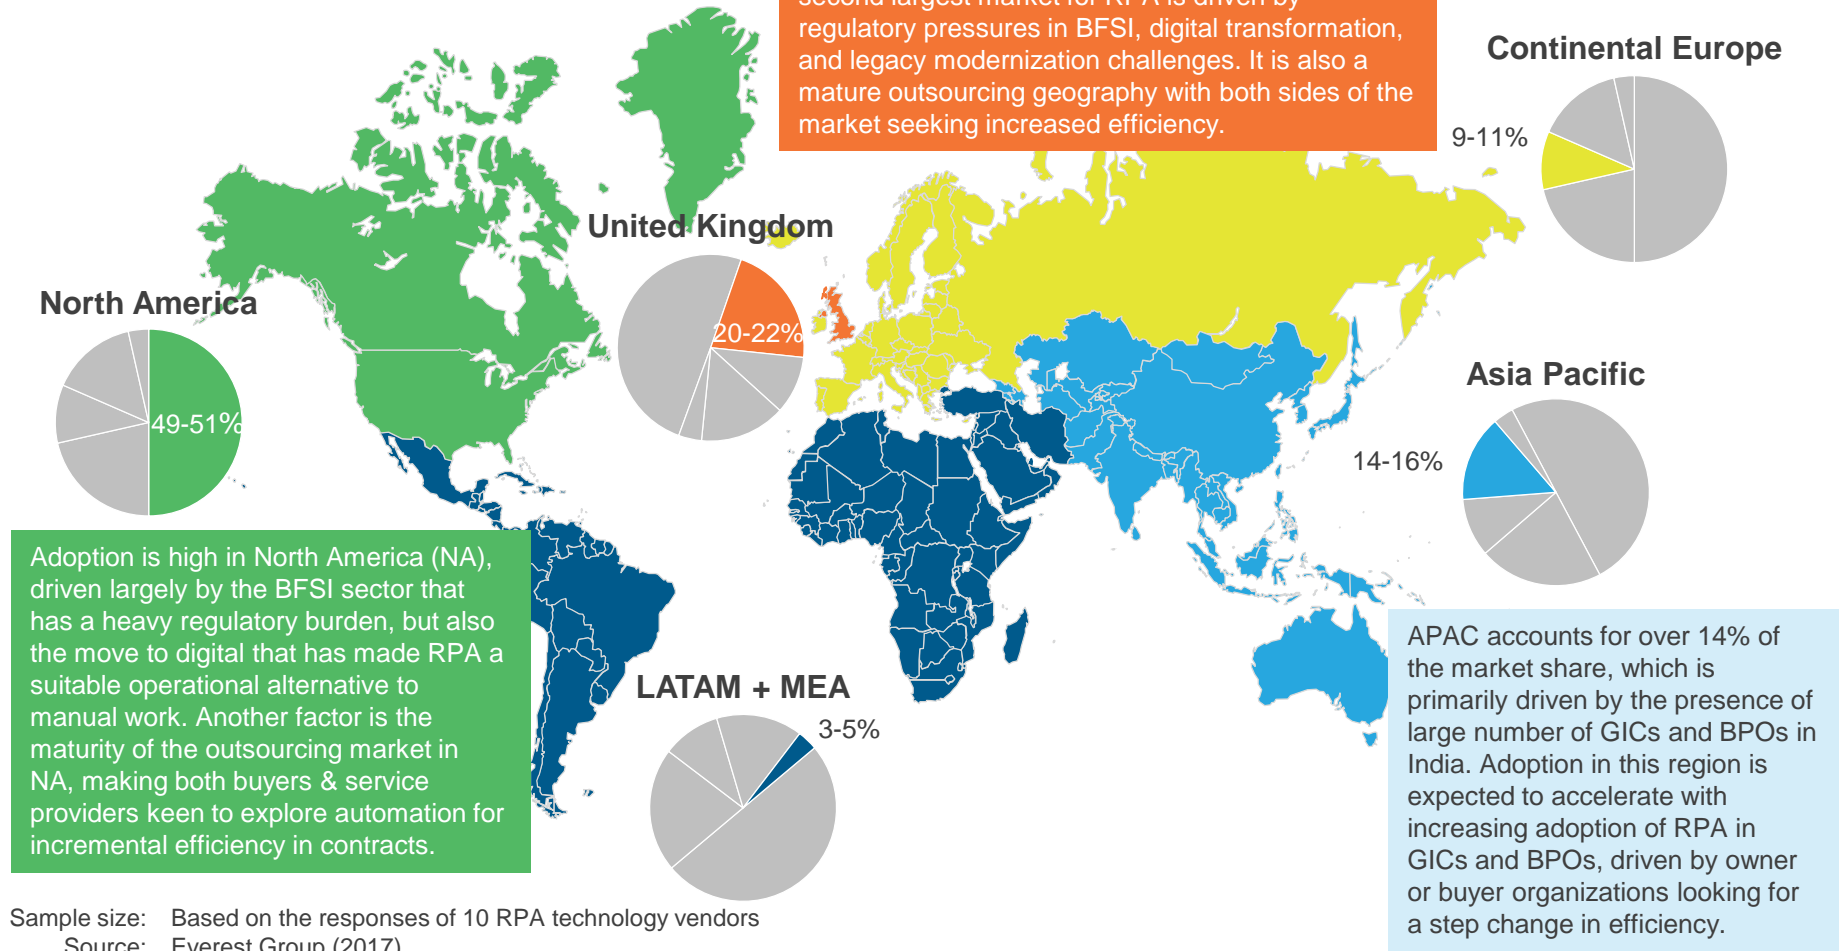 second largest market for RPA is driven by
regulatory pressures in BFSI, digital transformation,
and legacy modernization challenges. It is also a
mature outsourcing geography with both sides of the
market seeking increased efficiency.
Continental Europe
9-11%
United Kingdom
20-22%
North America
49-51%
Asia Pacific
14-16%
Adoption is high in North America (NA),
driven largely by the BFSI sector that
has a heavy regulatory burden, but also
the move to digital that has made RPA a
suitable operational alternative to
manual work. Another factor is the
maturity of the outsourcing market in
NA, making both buyers & service
providers keen to explore automation for
incremental efficiency in contracts.
LATAM + MEA
3-5%
APAC accounts for over 14% of
the market share, which is
primarily driven by the presence of
large number of GICs and BPOs in
India. Adoption in this region is
expected to accelerate with
increasing adoption of RPA in
GICs and BPOs, driven by owner
or buyer organizations looking for
a step change in efficiency.
Sample size: Based on the responses of 10 RPA technology vendors
Source: Everest Group (2017)